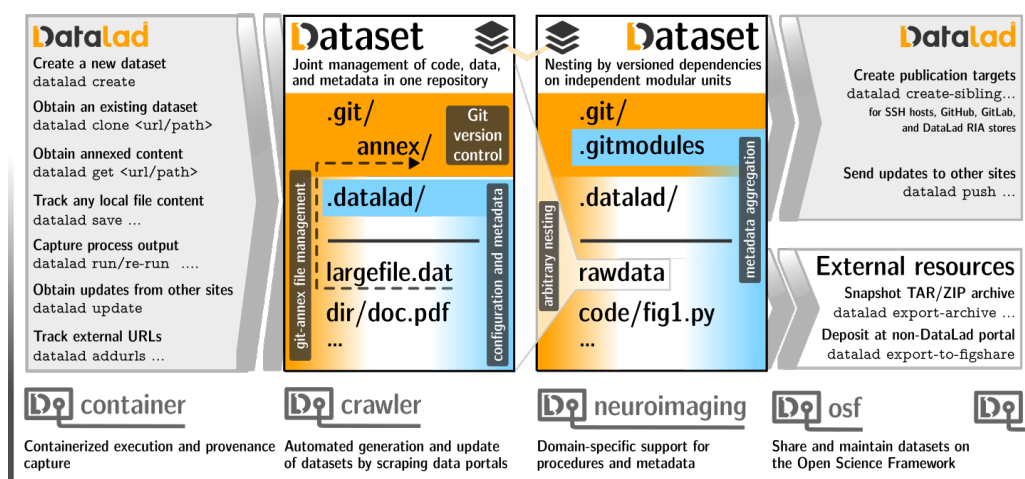 DataLad
Create a new dataset
datalad create
Obtain an existing dataset
datalad clone <url/path>
Obtain annexed content
datalad get <url/path>
Track any local file content
datalad save ...
Capture process output
datalad run/re-run ....
Obtain updates from other sites
datalad update
Track external URLs
datalad addurls ...
Dataset
Joint management of code, data,
and metadata in one repository
.git/
annex/
Git
version
control
.datalad/
git-annex file management
configuration and metadata
largefile.dat
dir/doc.pdf
...
Dataset
Nesting by versioned dependencies
on independent modular units
.git/
.gitmodules
.datalad/
arbitrary nesting
metadata aggregation
rawdata
code/fig1.py
...
DataLad
Create publication targets
datalad create-sibling...
for SSH hosts, GitHub, GitLab,
and DataLad RIA stores
Send updates to other sites
datalad push ...
External resources
Snapshot TAR/ZIP archive
datalad export-archive ...
Deposit at non-DataLad portal
datalad export-to-figshare
container
Containerized execution and provenance
capture
crawler
Automated generation and update
of datasets by scraping data portals
neuroimaging
Domain-specific support for
procedures and metadata
osf
Share and maintain datasets on
the Open Science Framework